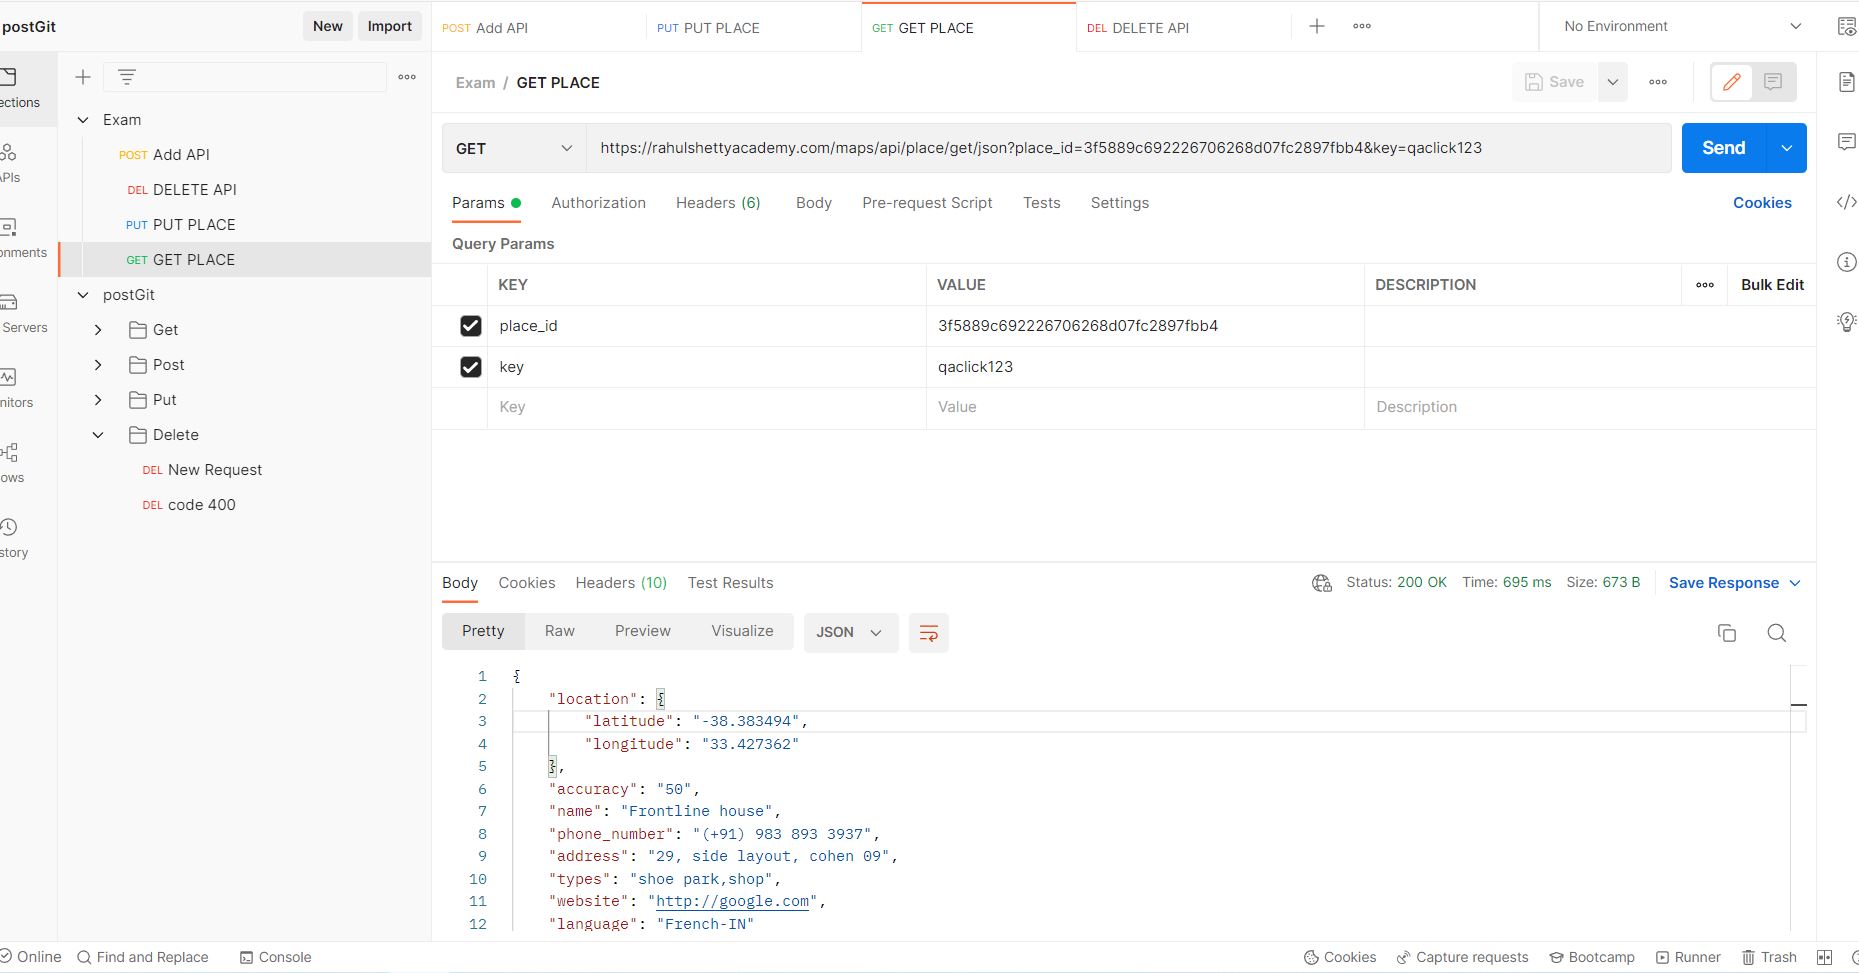 postGit
New
Import
POST Add API
PUT PUT PLACE
GET GET PLACE
DEL DELETE API
No Environment
ections
APIs
onments
Servers
nitors
ows
story
Exam
POST Add API
DEL DELETE API
PUT PUT PLACE
GET GET PLACE
postGit
Get
Post
Put
Delete
DEL New Request
DEL code 400
Exam / GET PLACE
Save
GET
https://rahulshettyacademy.com/maps/api/place/get/json?place_id=3f5889c692226706268d07fc2897fbb4&key=qaclick123
Send
Params Authorization Headers (6) Body Pre-request Script Tests Settings Cookies
Query Params
KEY VALUE DESCRIPTION Bulk Edit
place_id 3f5889c692226706268d07fc2897fbb4
key qaclick123
Key Value Description
Body Cookies Headers (10) Test Results Status: 200 OK Time: 695 ms Size: 673 B Save Response
Pretty Raw Preview Visualize JSON
1 {
2 "location": {
3 "latitude": "-38.383494",
4 "longitude": "33.427362"
5 },
6 "accuracy": "50",
7 "name": "Frontline house",
8 "phone_number": "(+91) 983 893 3937",
9 "address": "29, side layout, cohen 09",
10 "types": "shoe park,shop",
11 "website": "http://google.com",
12 "language": "French-IN"
Online Find and Replace Console Cookies Capture requests Bootcamp Runner Trash